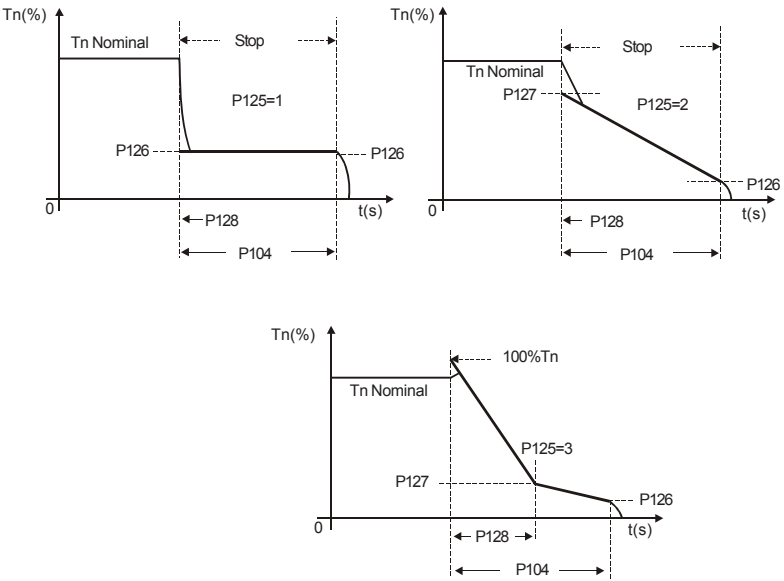 Tn(%)
Tn Nominal
Stop
P125=1
P126
P126
0
t(s)
P128
P104
Tn(%)
Stop
Tn Nominal
P127
P125=2
P126
0
t(s)
P128
P104
Tn(%)
100%Tn
Tn Nominal
P125=3
P127
P126
0
t(s)
P128
P104